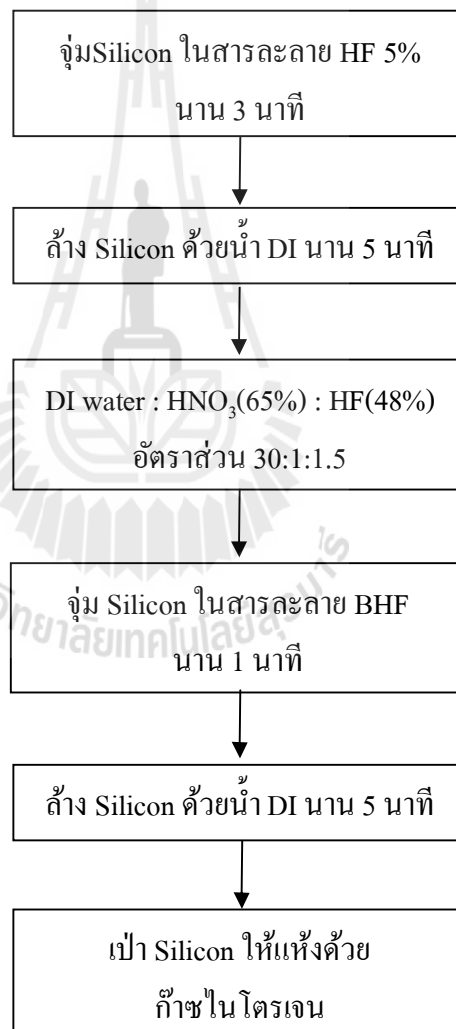 จุ่มSilicon ในสารละลาย HF 5%
นาน 3 นาที
ล้าง Silicon ด้วยน้ำ DI นาน 5 นาที
DI water : HNO₃(65%) : HF(48%)
อัตราส่วน 30:1:1.5
จุ่ม Silicon ในสารละลาย BHF
นาน 1 นาที
ล้าง Silicon ด้วยน้ำ DI นาน 5 นาที
เป่า Silicon ให้แห้งด้วย
ก๊าซไนโตรเจน